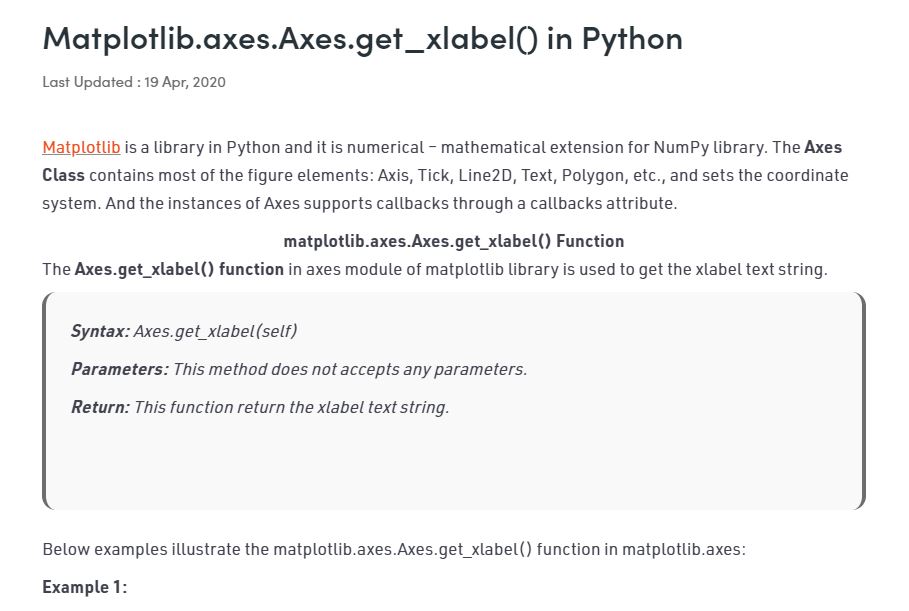 Matplotlib.axes.Axes.get_xlabel() in Python
Last Updated : 19 Apr, 2020
Matplotlib is a library in Python and it is numerical – mathematical extension for NumPy library. The Axes
Class contains most of the figure elements: Axis, Tick, Line2D, Text, Polygon, etc., and sets the coordinate
system. And the instances of Axes supports callbacks through a callbacks attribute.
matplotlib.axes.Axes.get_xlabel() Function
The Axes.get_xlabel() function in axes module of matplotlib library is used to get the xlabel text string.
Syntax: Axes.get_xlabel(self)
Parameters: This method does not accepts any parameters.
Return: This function return the xlabel text string.
Below examples illustrate the matplotlib.axes.Axes.get_xlabel() function in matplotlib.axes:
Example 1: